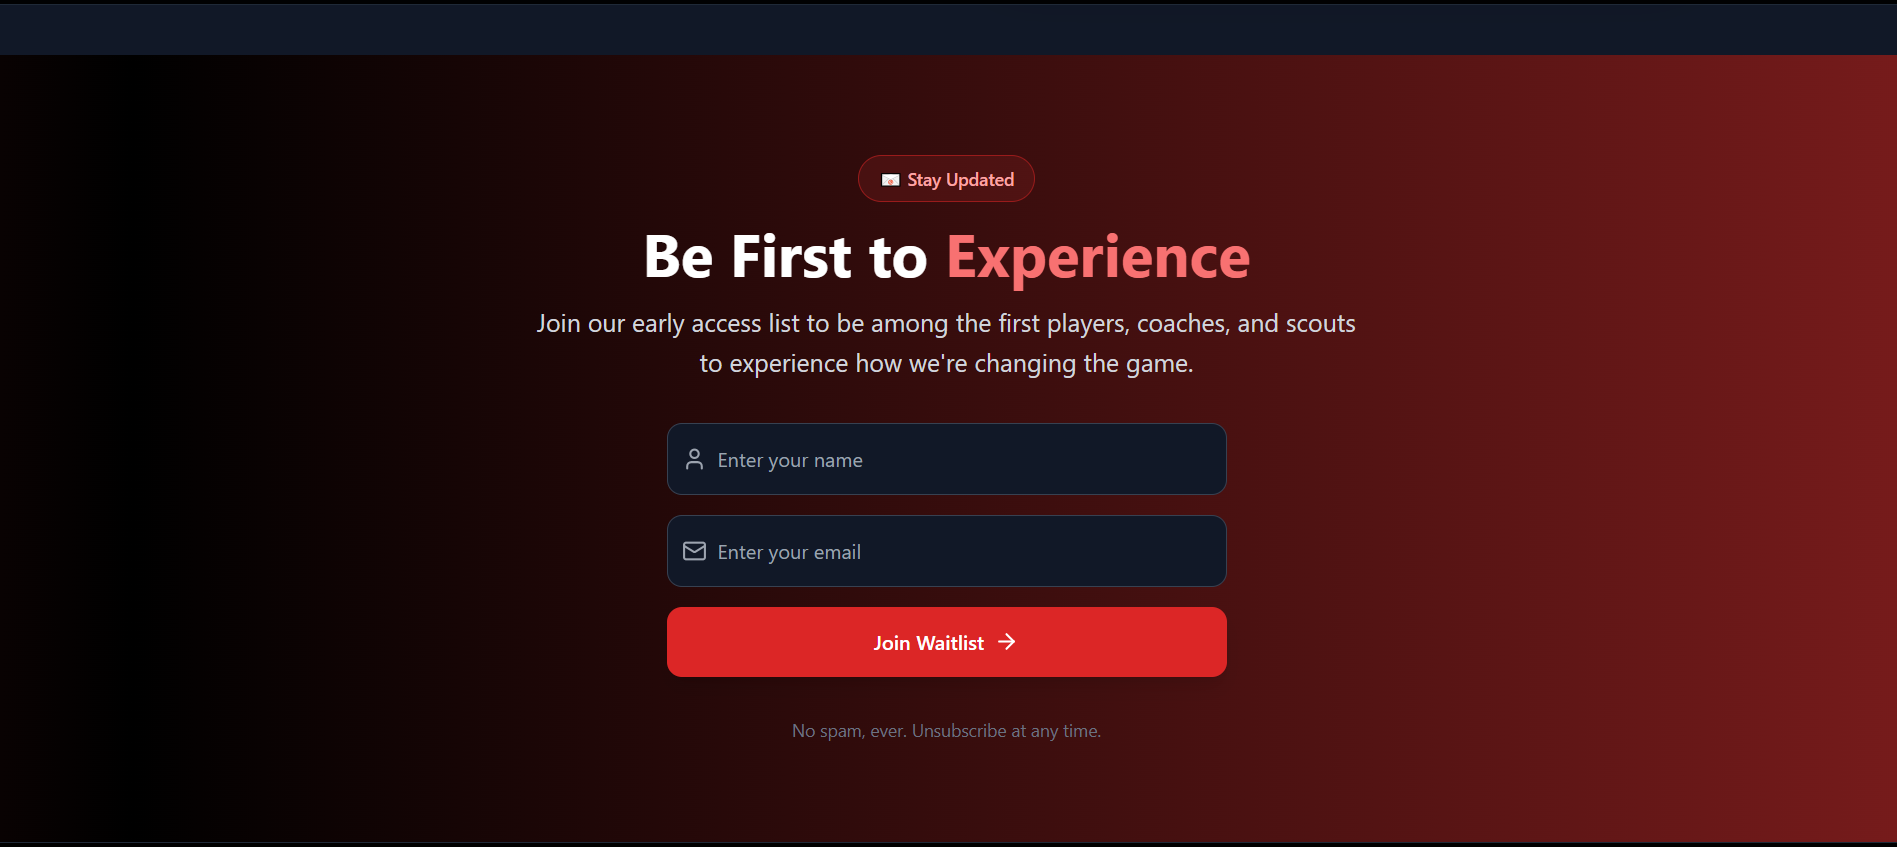 Stay Updated
Be First to Experience
Join our early access list to be among the first players, coaches, and scouts
to experience how we're changing the game.
Enter your name
Enter your email
Join Waitlist →
No spam, ever. Unsubscribe at any time.